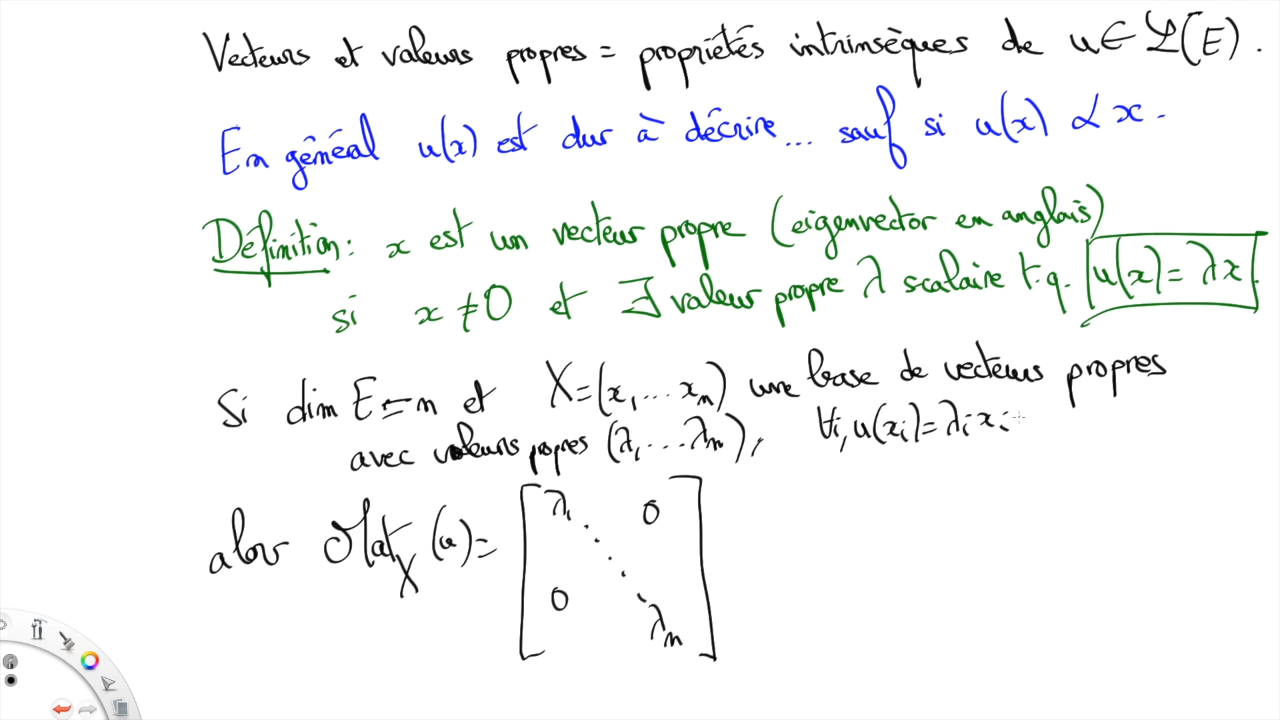 Vecteurs et valeurs propres = propriétés intrinsèques de u ∈ ℒ(E).
En général u(x) est dur à décrire... sauf si u(x) ∝ x.
Définition: x est un vecteur propre (eigenvector en anglais)
si x ≠ 0 et ∃ valeur propre λ scalaire t.q. u(x) = λx
Si dim E = n et X = (x₁ ... xₙ) une base de vecteurs propres
avec valeurs propres (λ₁ ... λₙ), ∀i, u(xᵢ) = λᵢxᵢ
alors Mat_X (u) =
λ₁ 0
0 λₙ